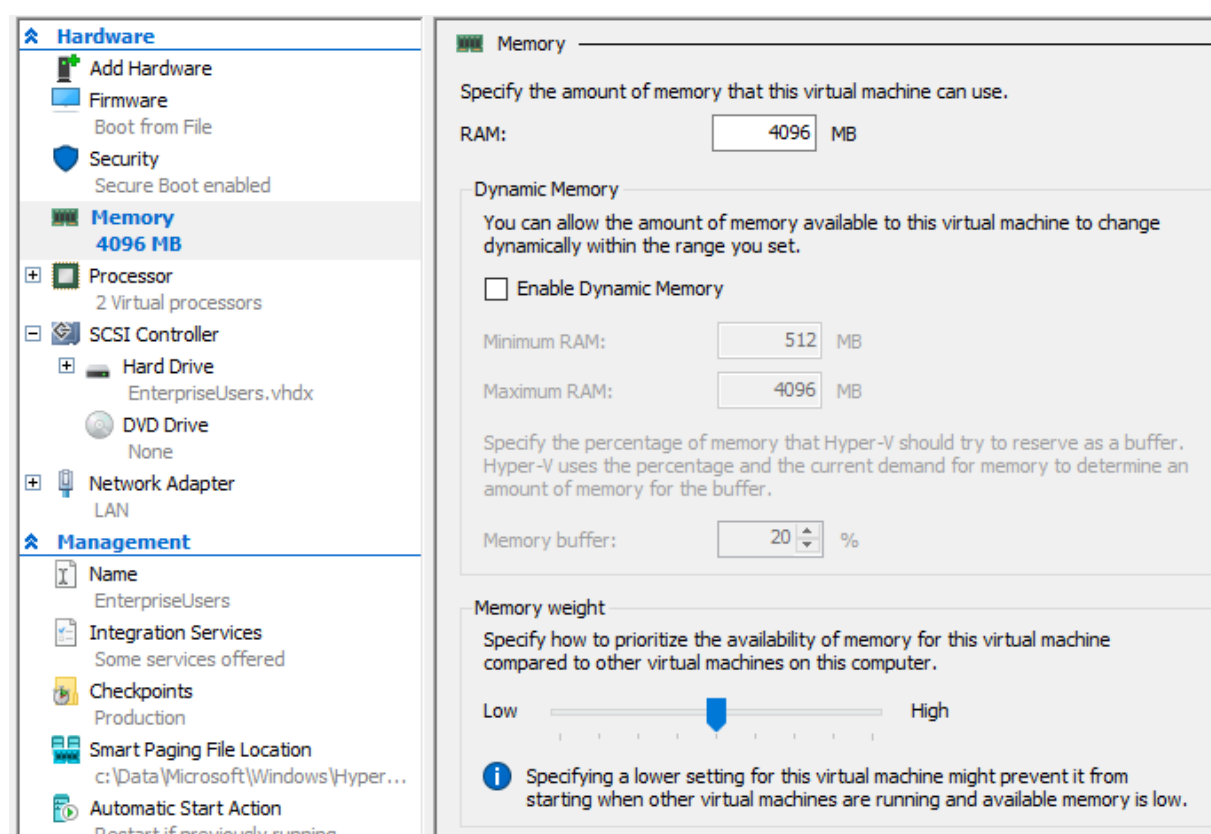 Hardware
Add Hardware
Firmware
Boot from File
Security
Secure Boot enabled
Memory
4096 MB
Processor
2 Virtual processors
SCSI Controller
Hard Drive
EnterpriseUsers.vhdx
DVD Drive
None
Network Adapter
LAN
Management
Name
EnterpriseUsers
Integration Services
Some services offered
Checkpoints
Production
Smart Paging File Location
c:\Data\Microsoft\Windows\Hyper...
Automatic Start Action
Restart if previously running
Memory
Specify the amount of memory that this virtual machine can use.
RAM: 4096 MB
Dynamic Memory
You can allow the amount of memory available to this virtual machine to change
dynamically within the range you set.
Enable Dynamic Memory
Minimum RAM: 512 MB
Maximum RAM: 4096 MB
Specify the percentage of memory that Hyper-V should try to reserve as a buffer.
Hyper-V uses the percentage and the current demand for memory to determine an
amount of memory for the buffer.
Memory buffer: 20 %
Memory weight
Specify how to prioritize the availability of memory for this virtual machine
compared to other virtual machines on this computer.
Low High
Specifying a lower setting for this virtual machine might prevent it from
starting when other virtual machines are running and available memory is low.